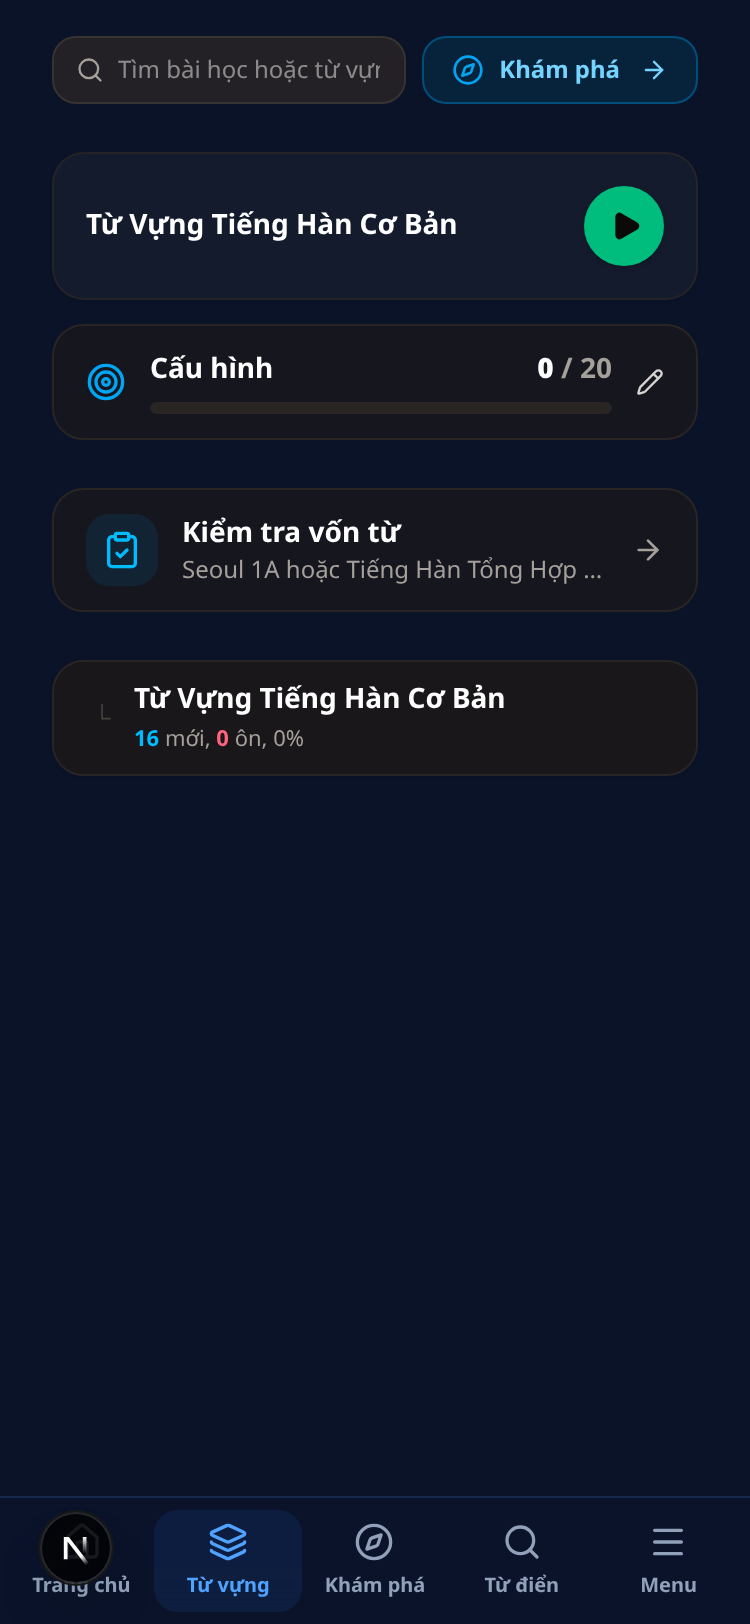 Tìm bài học hoặc từ vựn
Khám phá
Từ Vựng Tiếng Hàn Cơ Bản
Cấu hình
0 / 20
Kiểm tra vốn từ
Seoul 1A hoặc Tiếng Hàn Tổng Hợp ...
Từ Vựng Tiếng Hàn Cơ Bản
16 mới, 0 ôn, 0%
N
Trang chủ
Từ vựng
Khám phá
Từ điển
Menu